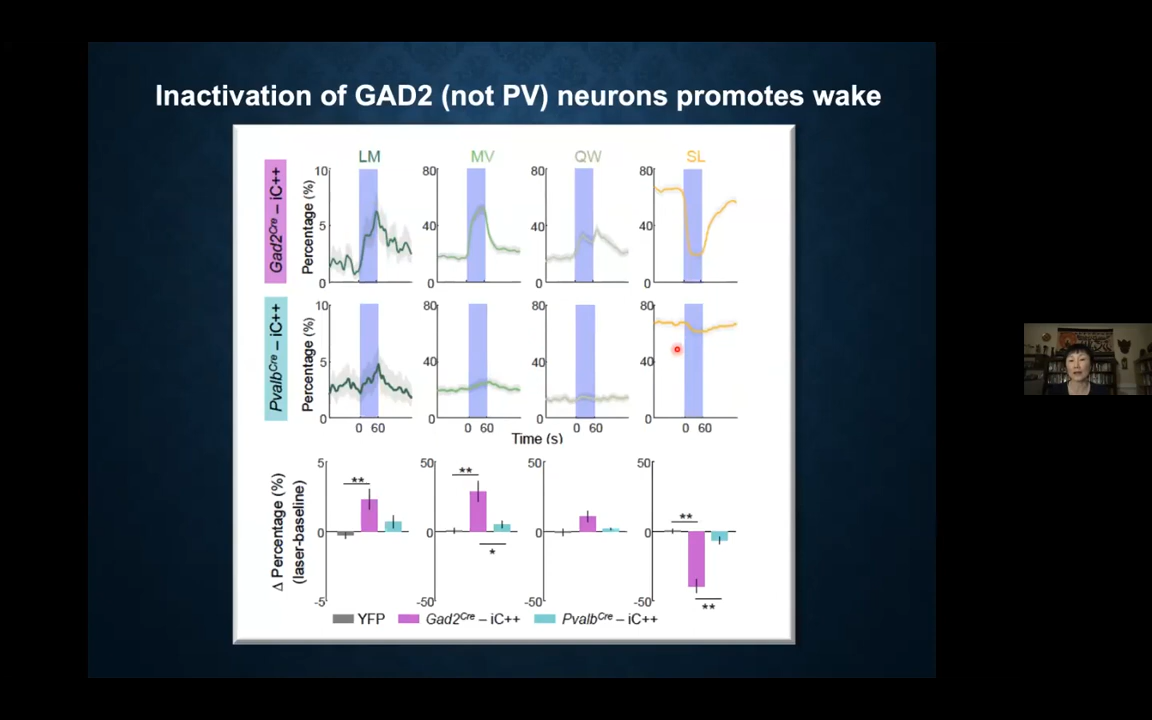 Inactivation of GAD2 (not PV) neurons promotes wake
LM MV QW SL
Gad2Cre – iC++
Percentage (%)
10 5 0
80 40 0
80 40 0
80 40 0
Pvalb Cre – iC++
Percentage (%)
10 5 0
80 40 0
80 40 0
80 40 0
0 60 0 60 0 60 0 60
Time (s)
Δ Percentage (%)
(laser-baseline)
5 0 -5
50 0 -50
50 0 -50
50 0 -50
** ** **
* **
YFP Gad2Cre – iC++ PvalbCre – iC++